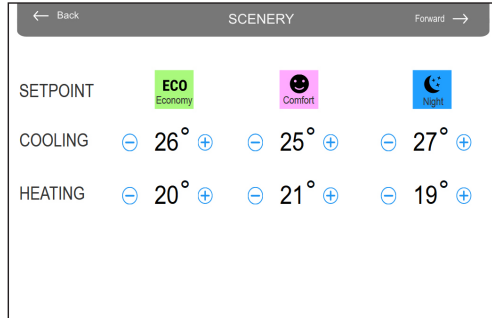 ← Back SCENERY Forward →
SETPOINT ECO Economy Comfort Night
COOLING 26° 25° 27°
HEATING 20° 21° 19°